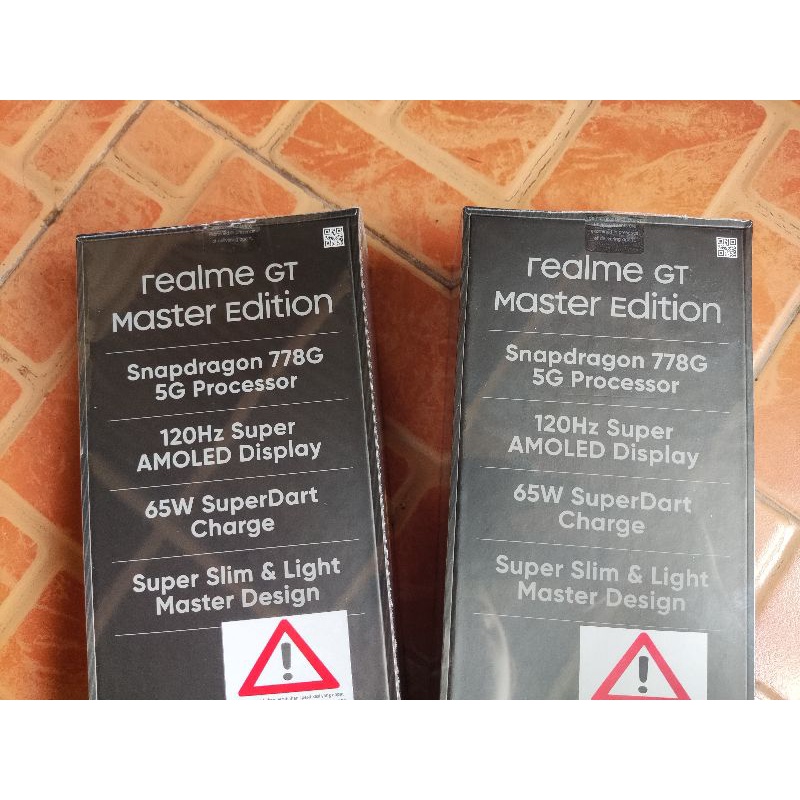 realme GT
Master Edition
Snapdragon 778G
5G Processor
120Hz Super
AMOLED Display
65W SuperDart
Charge
Super Slim & Light
Master Design
realme GT
Master Edition
Snapdragon 778G
5G Processor
120Hz Super
AMOLED Display
65W SuperDart
Charge
Super Slim & Light
Master Design